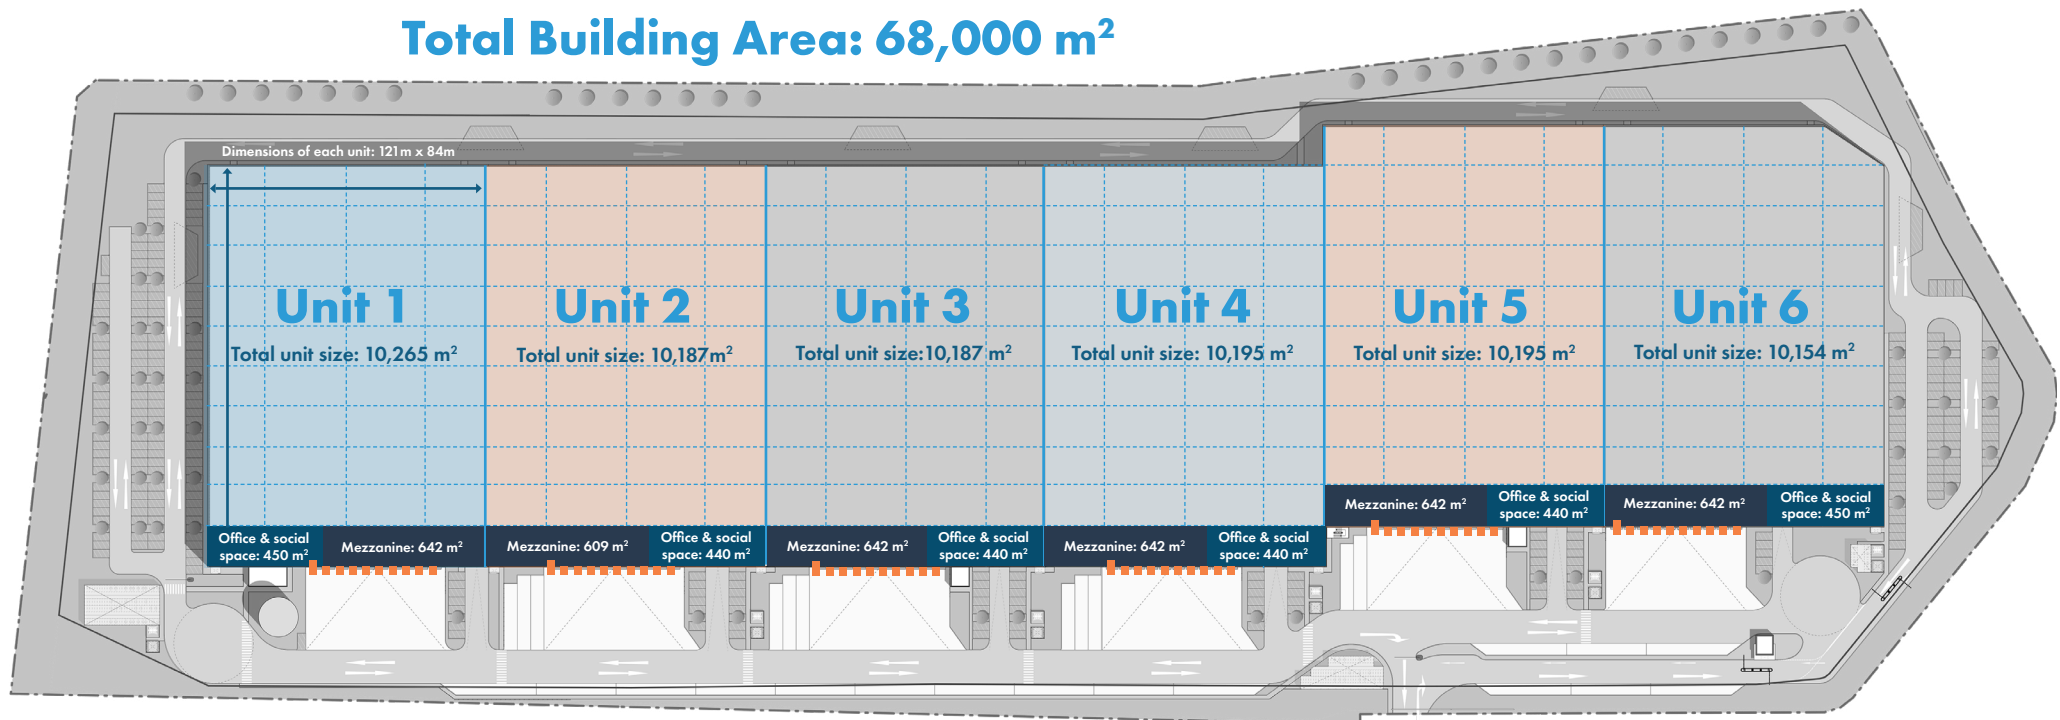 Total Building Area: 68,000 m²
Dimensions of each unit: 121m x 84m
Unit 1
Total unit size: 10,265 m²
Office & social
space: 450 m²
Mezzanine: 642 m²
Unit 2
Total unit size: 10,187m²
Mezzanine: 609 m²
Office & social
space: 440 m²
Unit 3
Total unit size:10,187 m²
Mezzanine: 642 m²
Office & social
space: 440 m²
Unit 4
Total unit size:10,195 m²
Mezzanine: 642 m²
Office & social
space: 440 m²
Unit 5
Total unit size: 10,195 m²
Mezzanine: 642 m²
Office & social
space: 440 m²
Unit 6
Total unit size: 10,154 m²
Mezzanine: 642 m²
Office & social
space: 450 m²